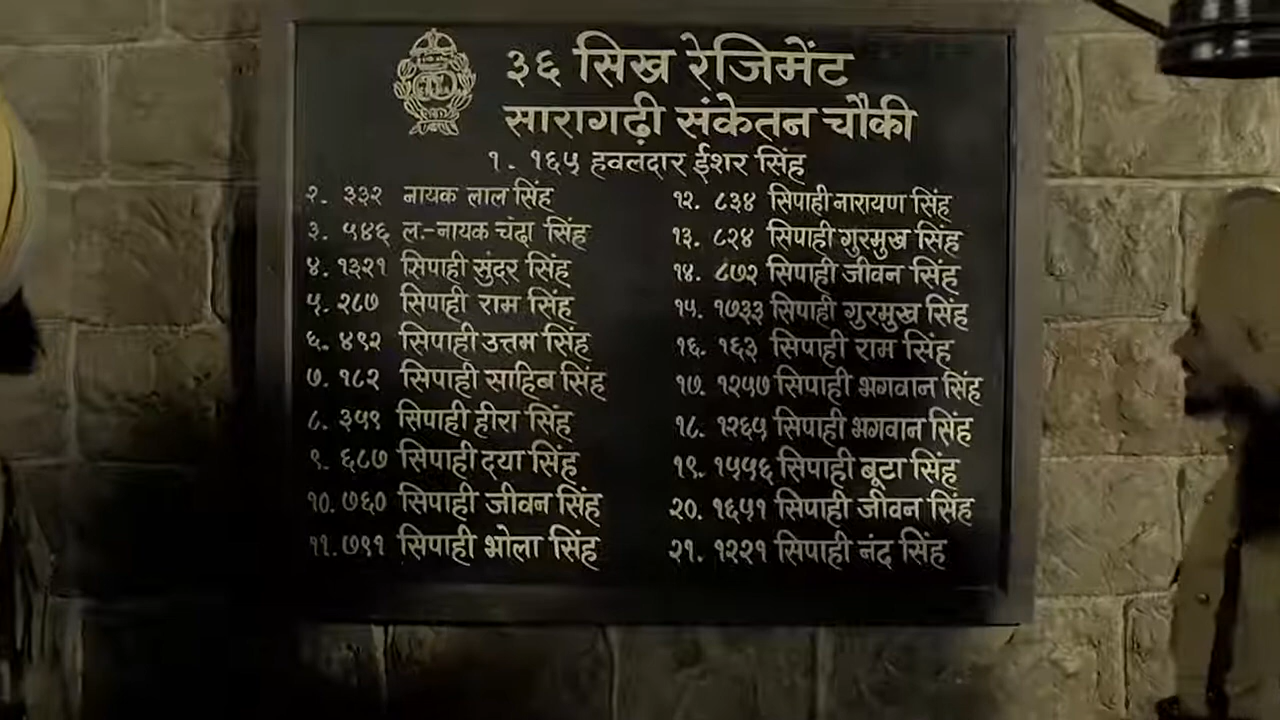 ३६ सिख रेजिमेंट
सारागढ़ी संकेतन चौकी
१. १६५ हवलदार ईशर सिंह
२. ३३२ नायक लाल सिंह
३. ५४६ ल.-नायक चंदा सिंह
४. १३२१ सिपाही सुंदर सिंह
५. २८७ सिपाही राम सिंह
६. ४९२ सिपाही उत्तम सिंह
७. १८२ सिपाही साहिब सिंह
८. ३५९ सिपाही हीरा सिंह
९. ६८७ सिपाही दया सिंह
१०. ७६० सिपाही जीवन सिंह
११. ७९१ सिपाही भोला सिंह
१२. ८३४ सिपाही नारायण सिंह
१३. ८२४ सिपाही गुरमुख सिंह
१४. ८७२ सिपाही जीवन सिंह
१५. १७३३ सिपाही गुरमुख सिंह
१६. १६३ सिपाही राम सिंह
१७. १२५७ सिपाही भगवान सिंह
१८. १२६५ सिपाही भगवान सिंह
१९. १५५६ सिपाही बूटा सिंह
२०. १६५१ सिपाही जीवन सिंह
२१. १२२१ सिपाही नंद सिंह